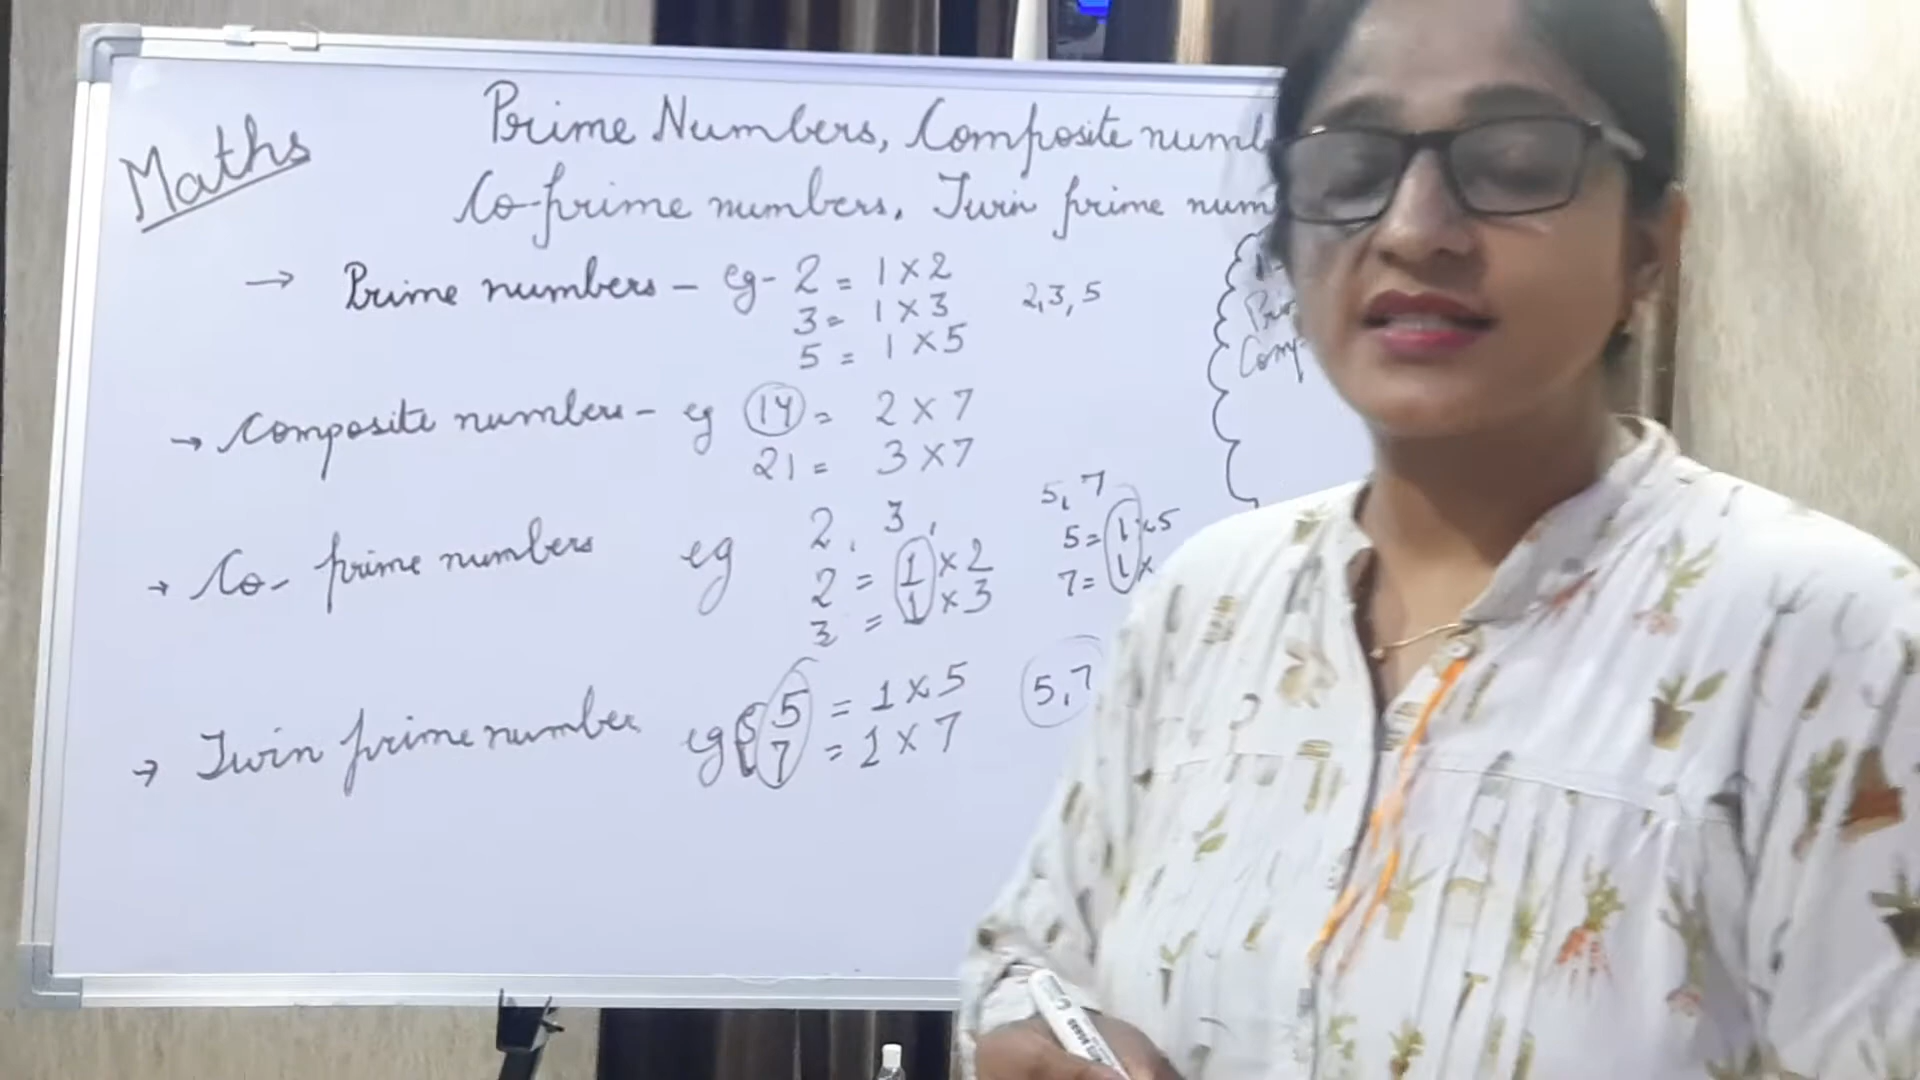 Maths
Prime Numbers, Composite numb
Co-prime numbers, Twin prime num
→ Prime numbers - eg- 2 = 1 x 2
3 = 1 x 3
5 = 1 x 5
2,3,5
→ Composite numbers - eg 14 = 2 x 7
21 = 3 x 7
→ Co-prime numbers eg 2, 3,
2 = 1 x 2
3 = 1 x 3
5, 7
5 = 1 x 5
7 = 1 x
→ Twin prime number eg 5 = 1 x 5
7 = 1 x 7
5,7
Comp